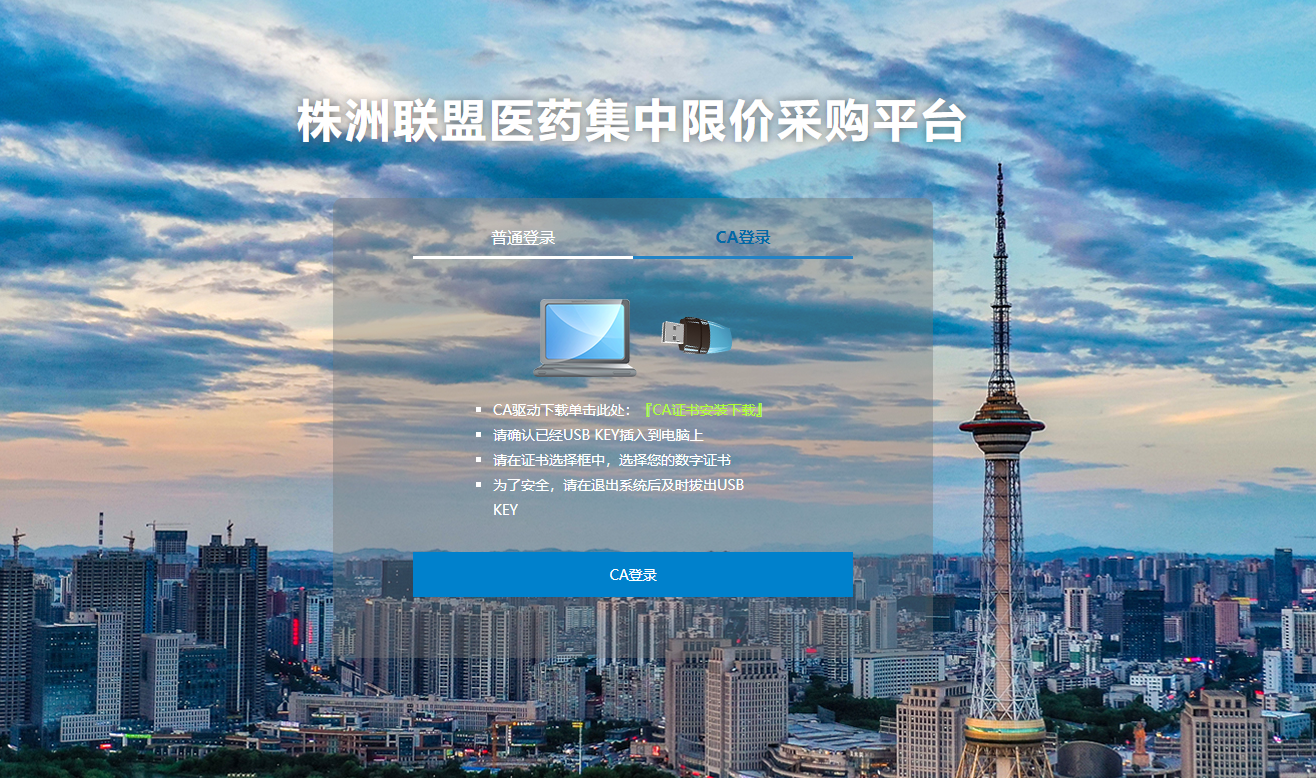 株洲联盟医药集中限价采购平台
普通登录
CA登录
CA驱动下载单击此处：『CA证书安装下载』
请确认已经USB KEY插入到电脑上
请在证书选择框中，选择您的数字证书
为了安全，请在退出系统后及时拔出USB
KEY
CA登录